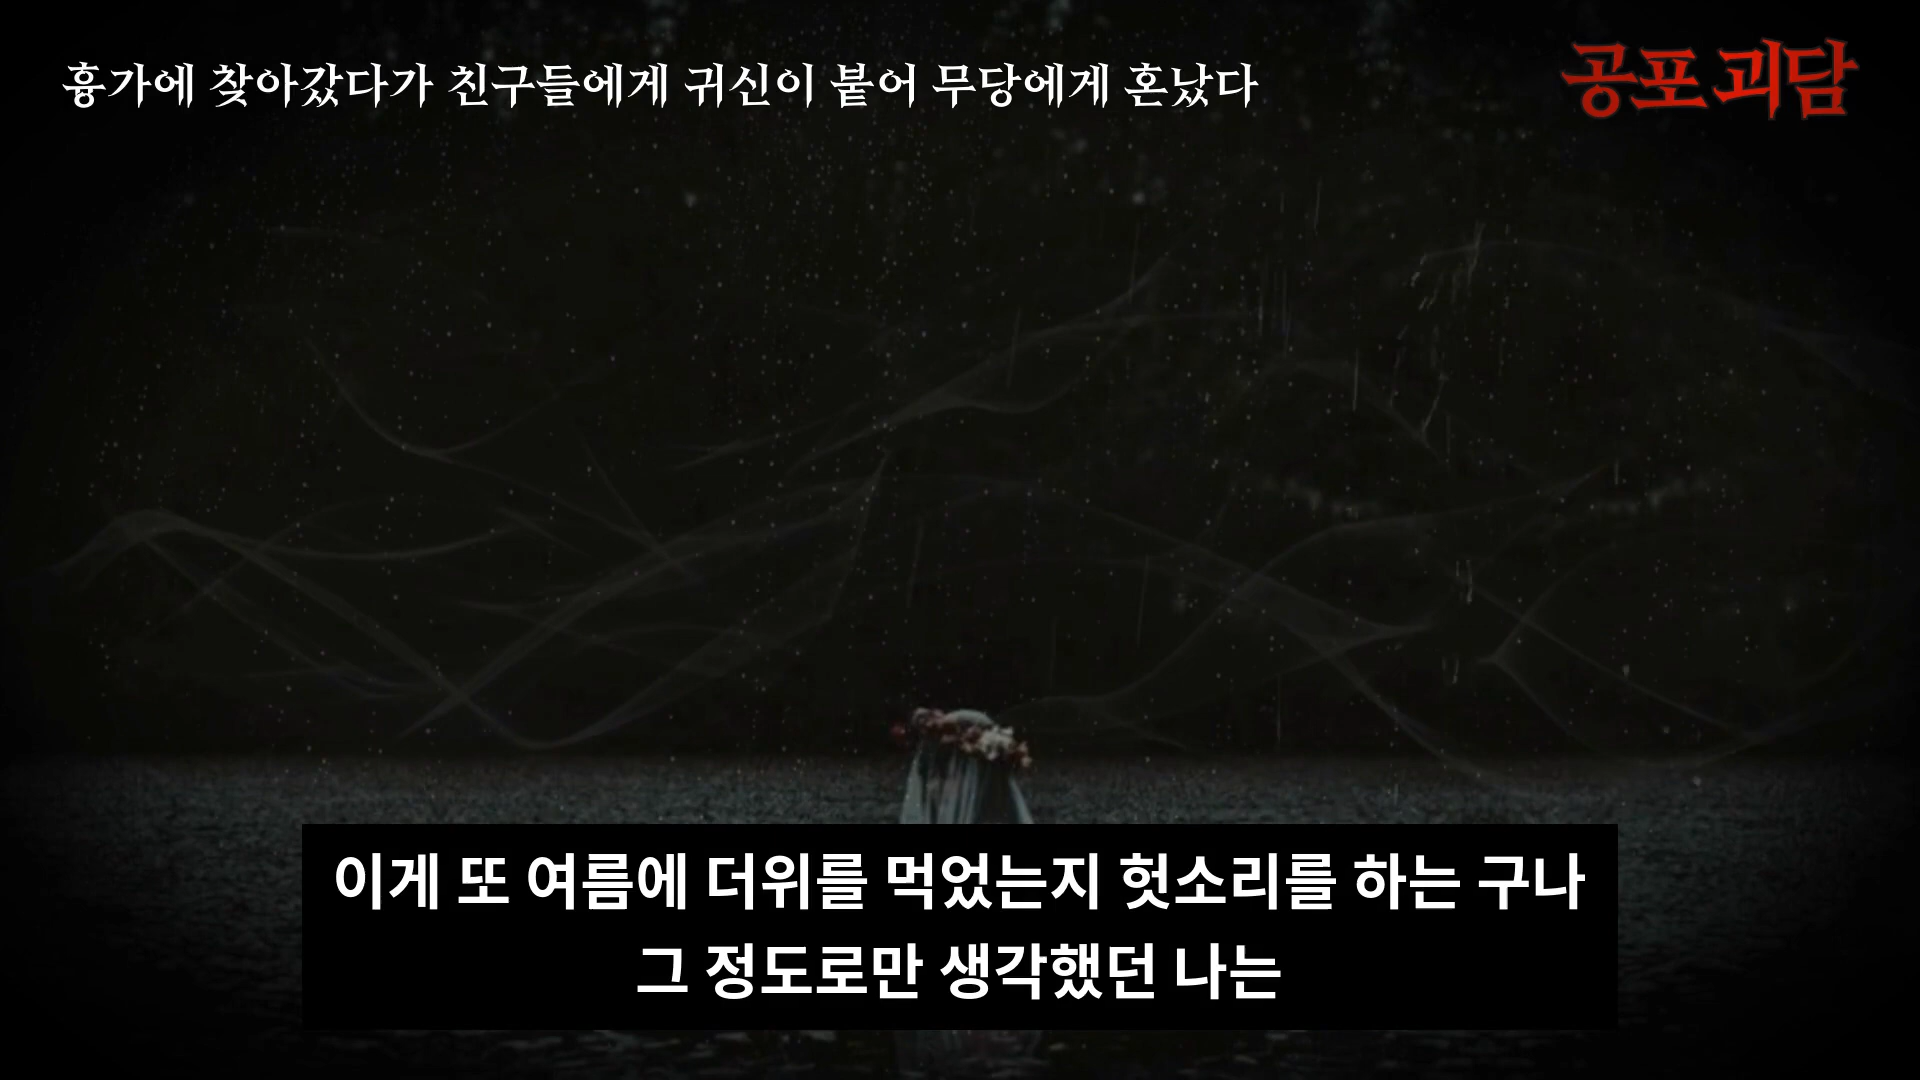 흉가에 찾아갔다가 친구들에게 귀신이 붙어 무당에게 혼났다
공포 괴담
이게 또 여름에 더위를 먹었는지 헛소리를 하는 구나
그 정도로만 생각했던 나는